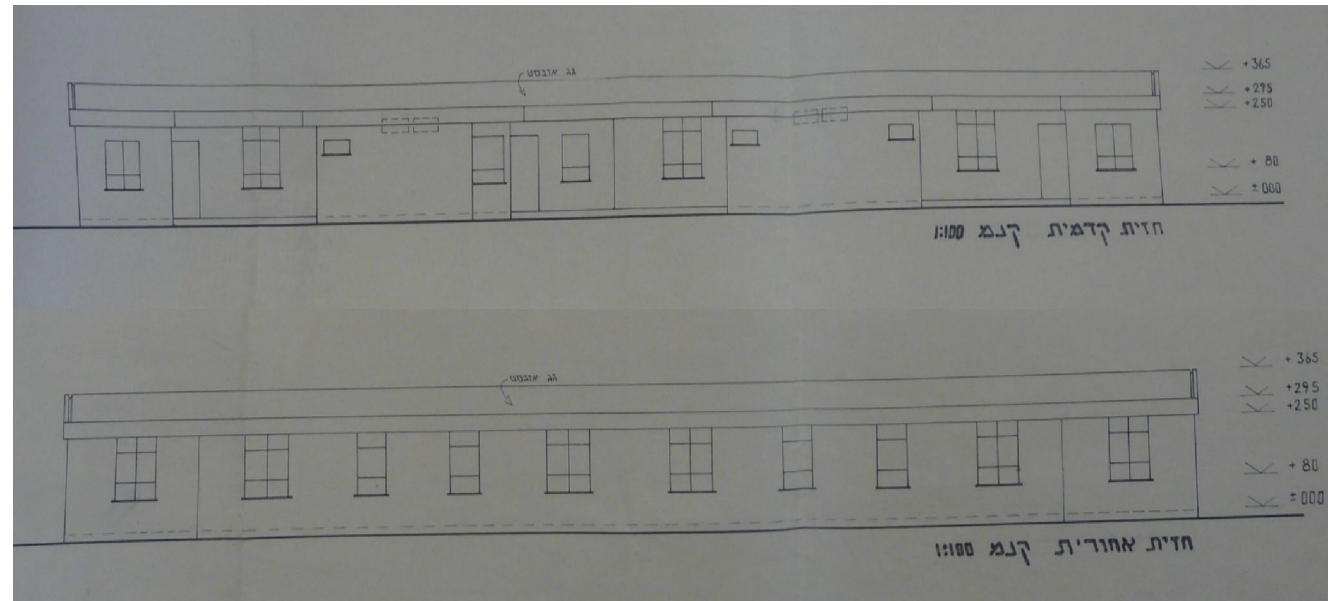 גג אזבסט
+365
+295
+250
+ 80
± 000
חזית קדמית קנמ 1:100
גג אזבסט
+ 365
+295
+250
+ 80
± 000
חזית אחורית קנמ 1:100